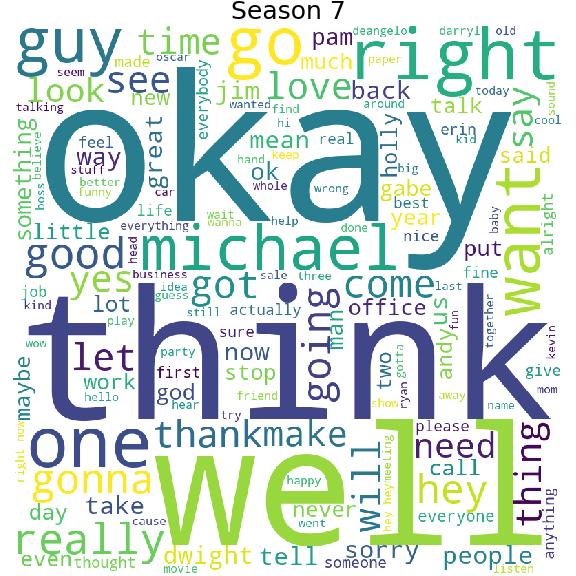 Season 7
guy time go pam deangelo right darryl old
made oscar much paper
look see new jim love back talk today sound
seem talking everybody wanted find around say cool
okay
hi
something boss believe feel way stuff great ok mean real holly erin kid
better funny car hand keep whole wrong gabe big best said want alright
little life wait wanna help done year nice baby
everything
good head michael put
yes business got sale three come fine
job kind lot idea guess still actually going man office last us
think
wow play sure now party two andy fun together kevin
maybe let work first stop gotta ryan give
hello god hear friend show away mom
try name
right now one thank make will please need thing
gonna well hey hey meeting call hey
day take happy never everyone anything
really cause went
even thought dwight tell sorry someone people
movie listen